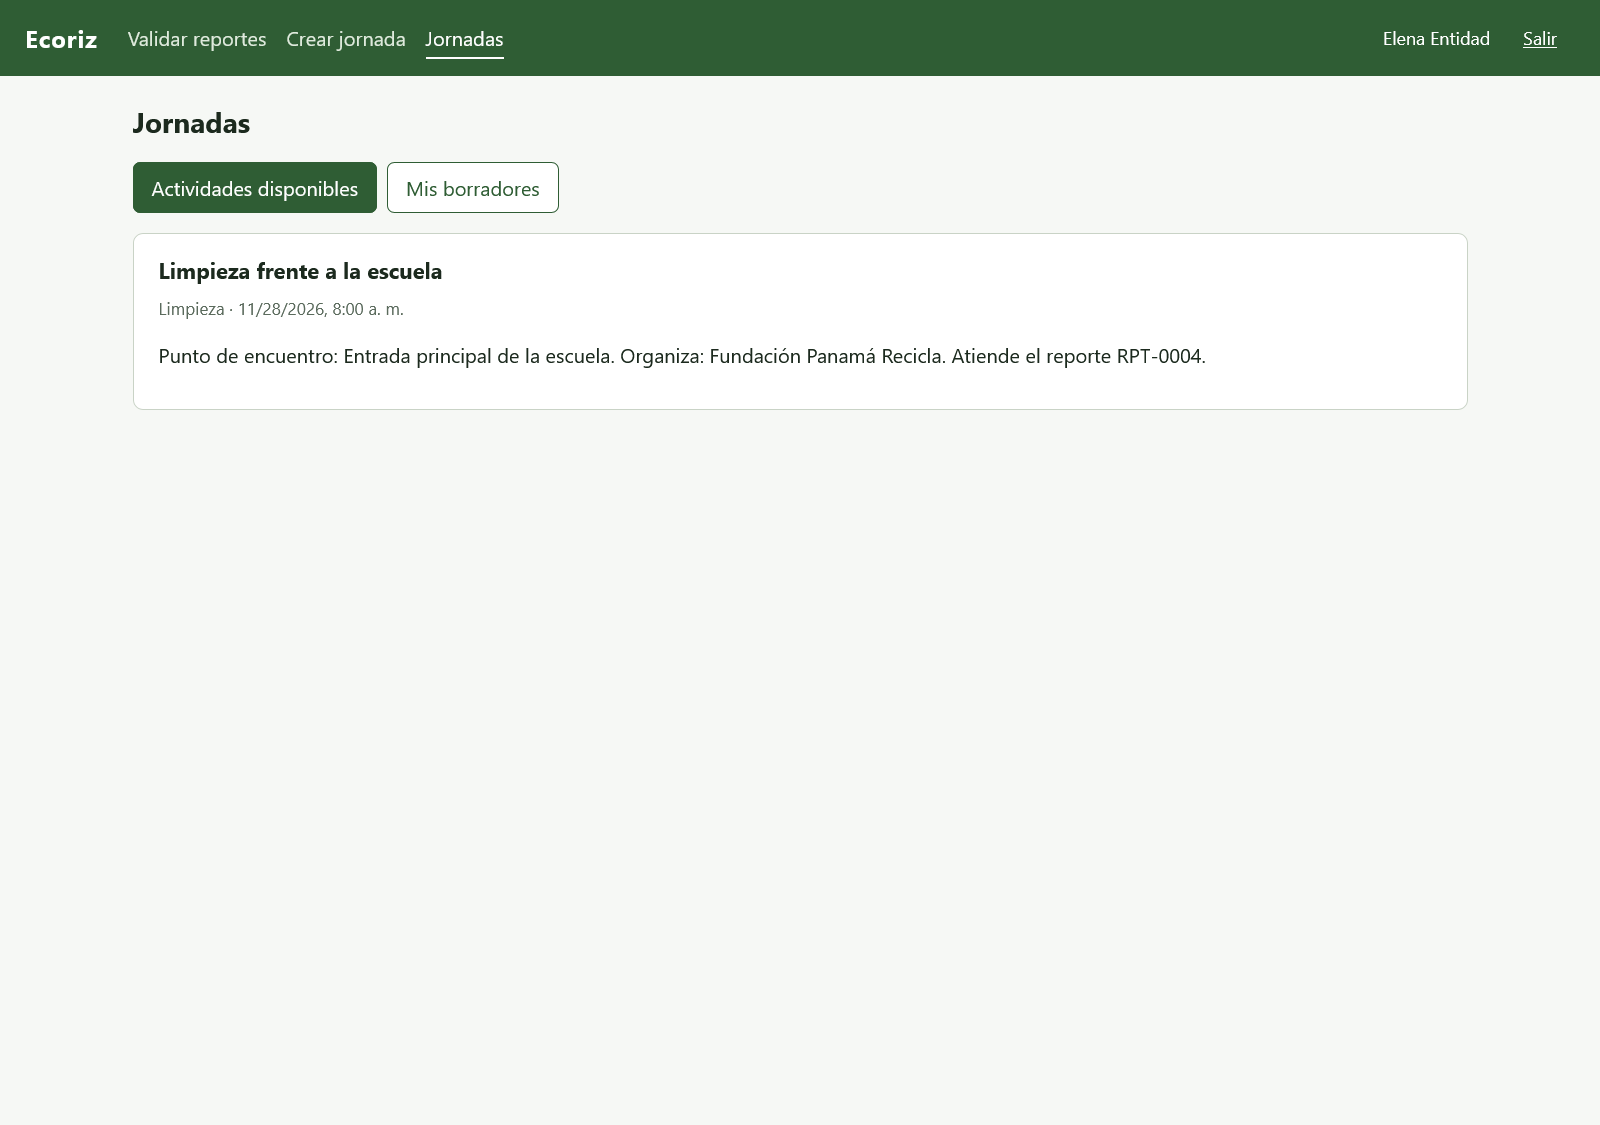 Ecoriz Validar reportes Crear jornada Jornadas Elena Entidad Salir
Jornadas
Actividades disponibles Mis borradores
Limpieza frente a la escuela
Limpieza · 11/28/2026, 8:00 a. m.
Punto de encuentro: Entrada principal de la escuela. Organiza: Fundación Panamá Recicla. Atiende el reporte RPT-0004.